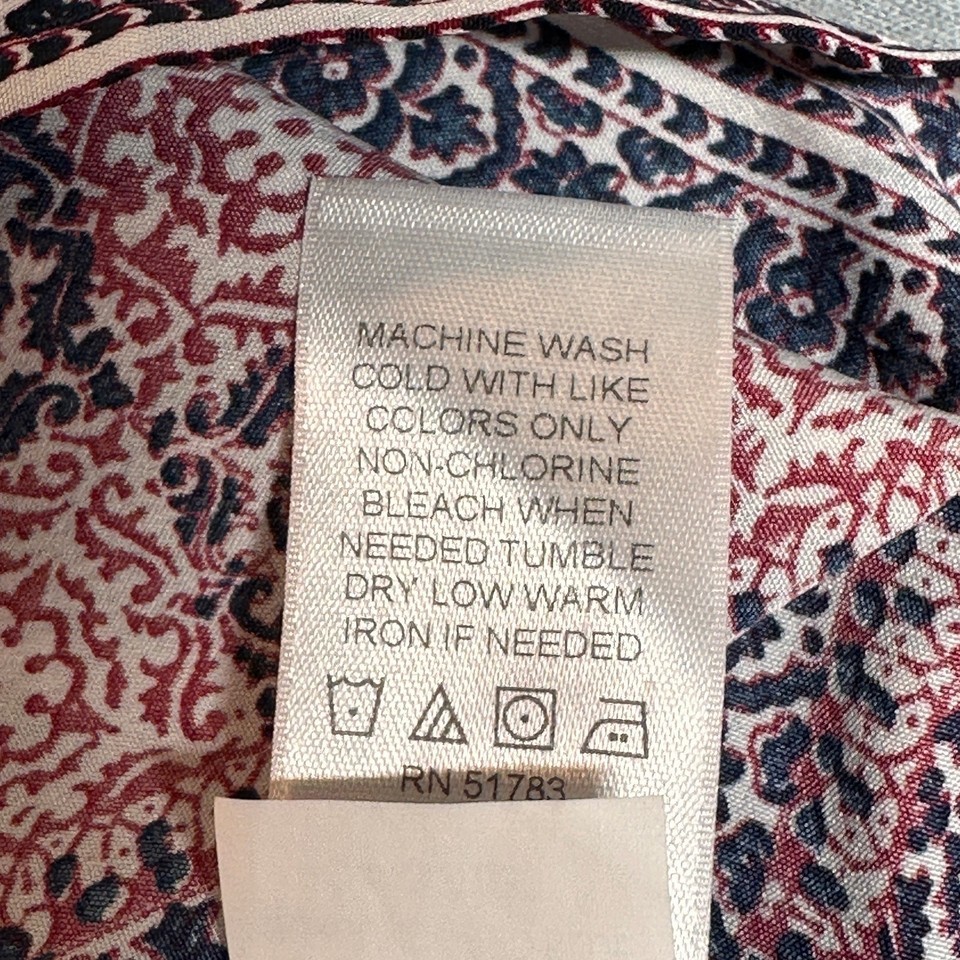 MACHINE WASH
COLD WITH LIKE
COLORS ONLY
NON-CHLORINE
BLEACH WHEN
NEEDED TUMBLE
DRY LOW WARM
IRON IF NEEDED
RN 51783